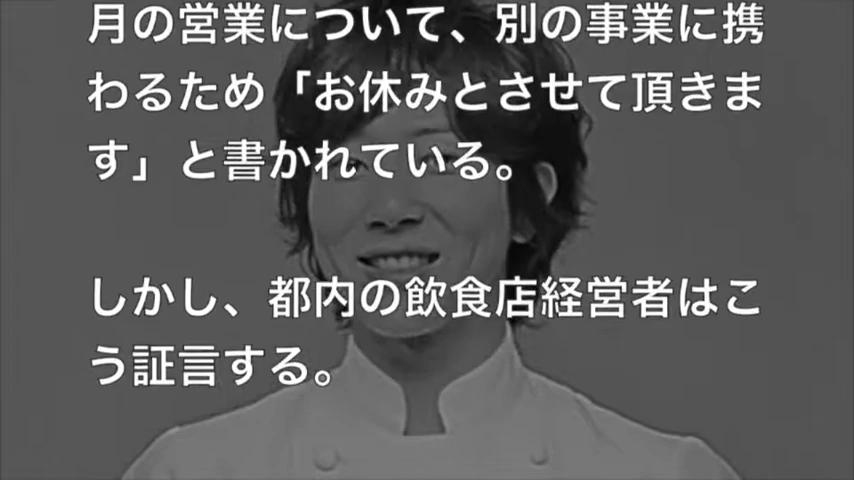 月の営業について、別の事業に携
わるため「お休みとさせて頂きま
す」と書かれている。
しかし、都内の飲食店経営者はこ
う証言する。